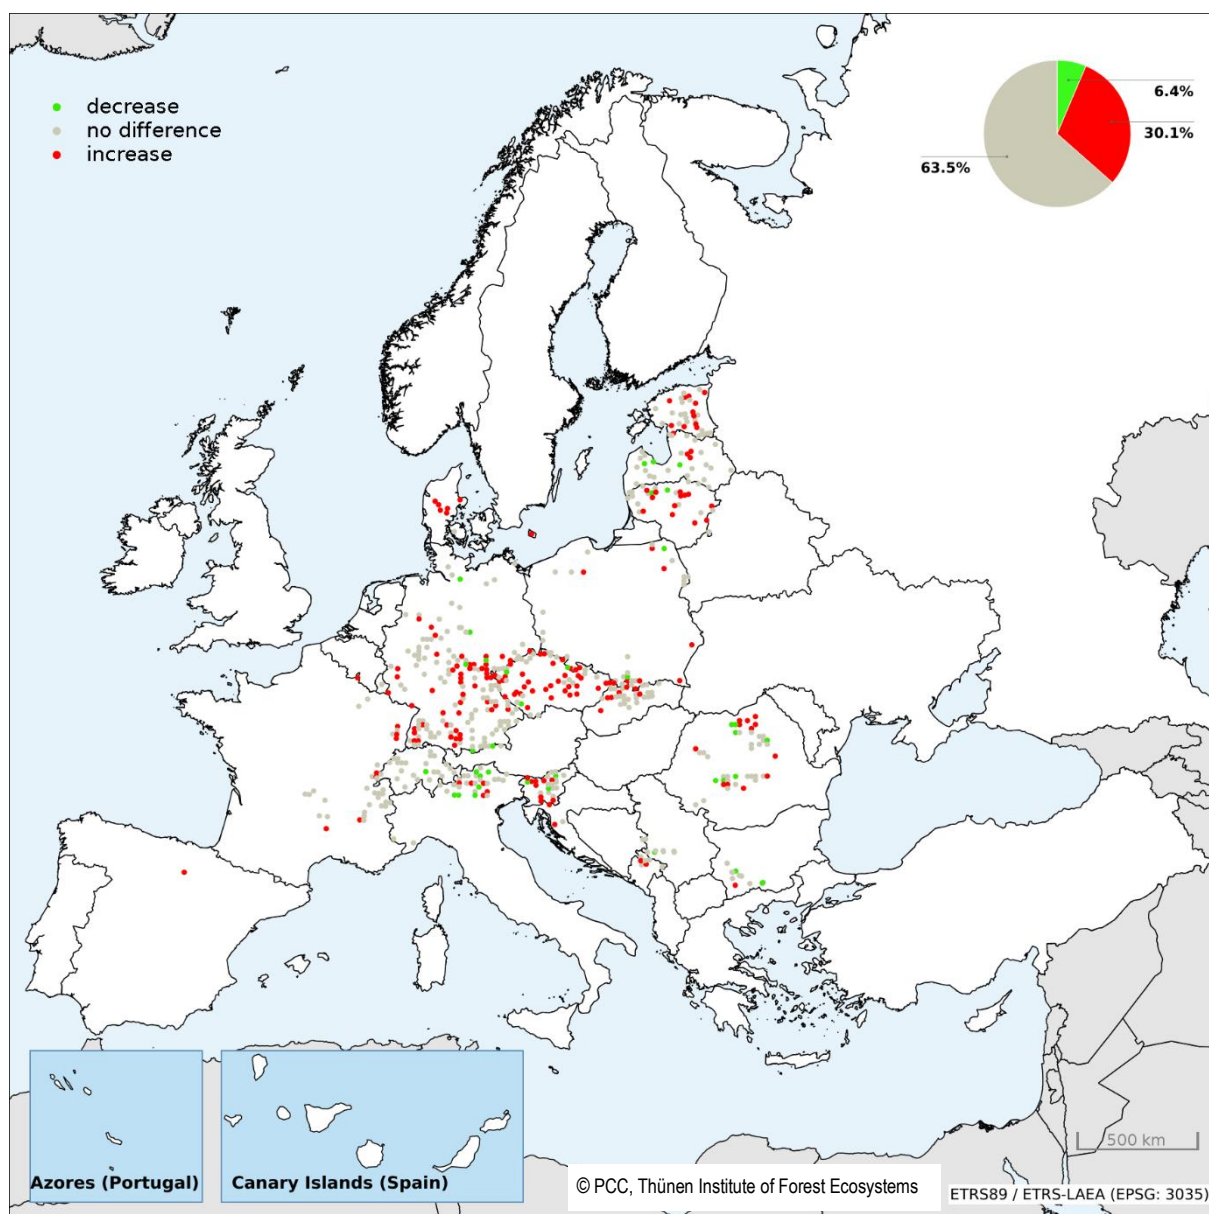 decrease
no difference
increase
6.4%
30.1%
63.5%
Azores (Portugal)
Canary Islands (Spain)
500 km
© PCC, Thünen Institute of Forest Ecosystems
ETRS89 / ETRS-LAEA (EPSG: 3035)